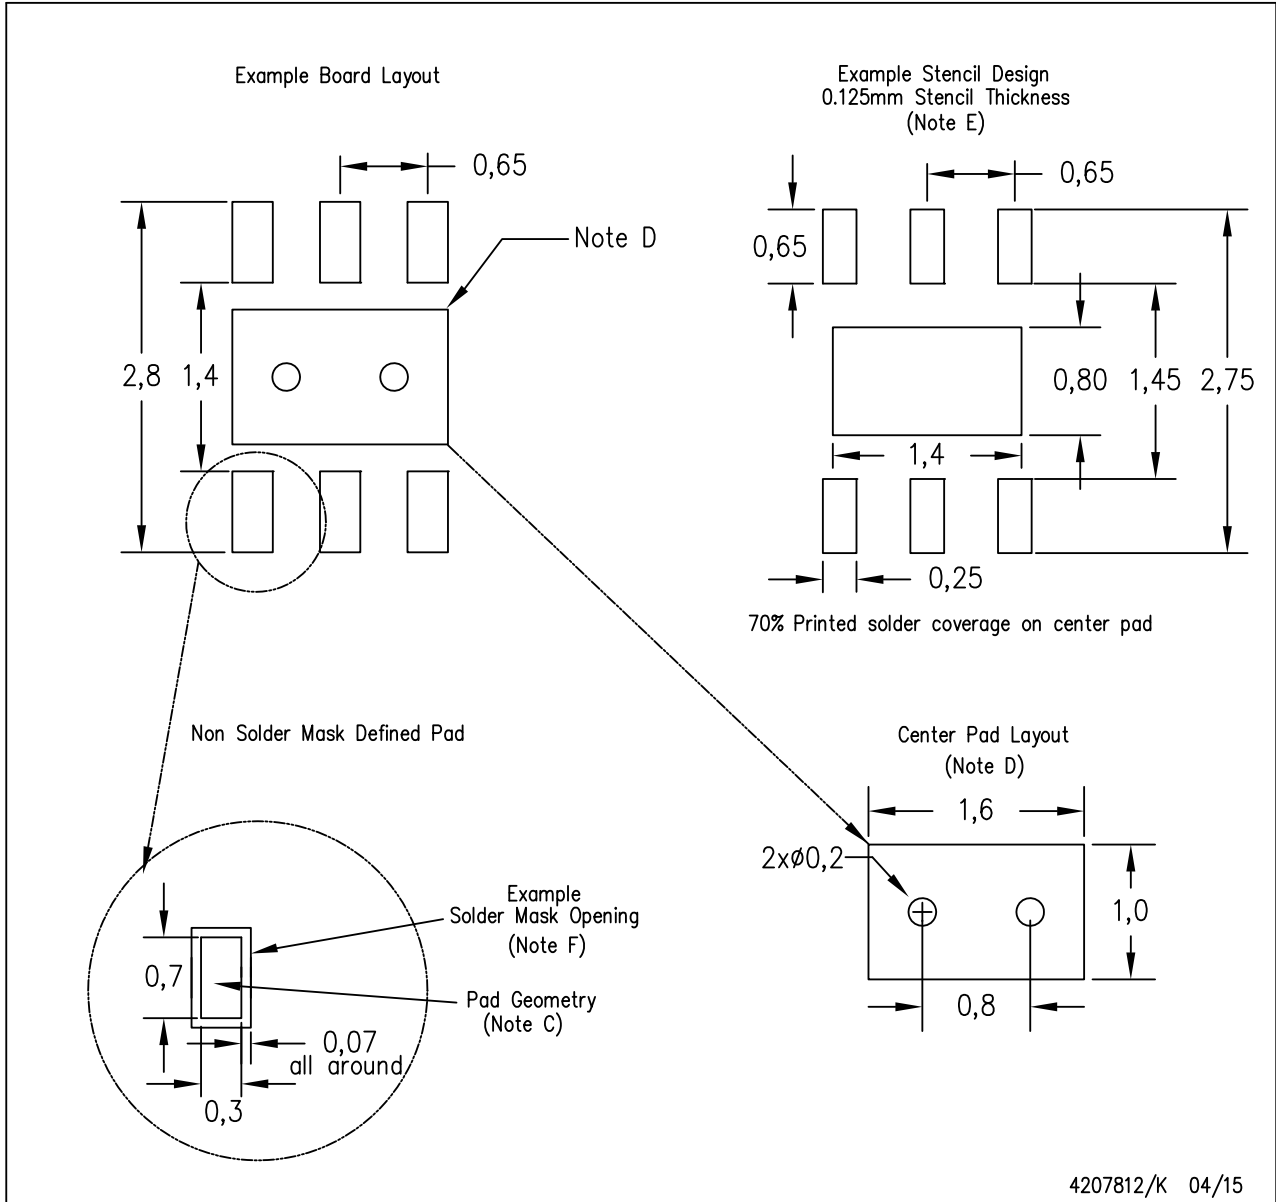 Example Board Layout
0,65
Note D
2,8
1,4
Example Stencil Design
0.125mm Stencil Thickness
(Note E)
0,65
0,65
0,80
1,45
2,75
1,4
0,25
70% Printed solder coverage on center pad
Non Solder Mask Defined Pad
Example
Solder Mask Opening
(Note F)
0,7
Pad Geometry
(Note C)
0,07
all around
0,3
Center Pad Layout
(Note D)
1,6
2xø0,2
1,0
0,8
4207812/K 04/15